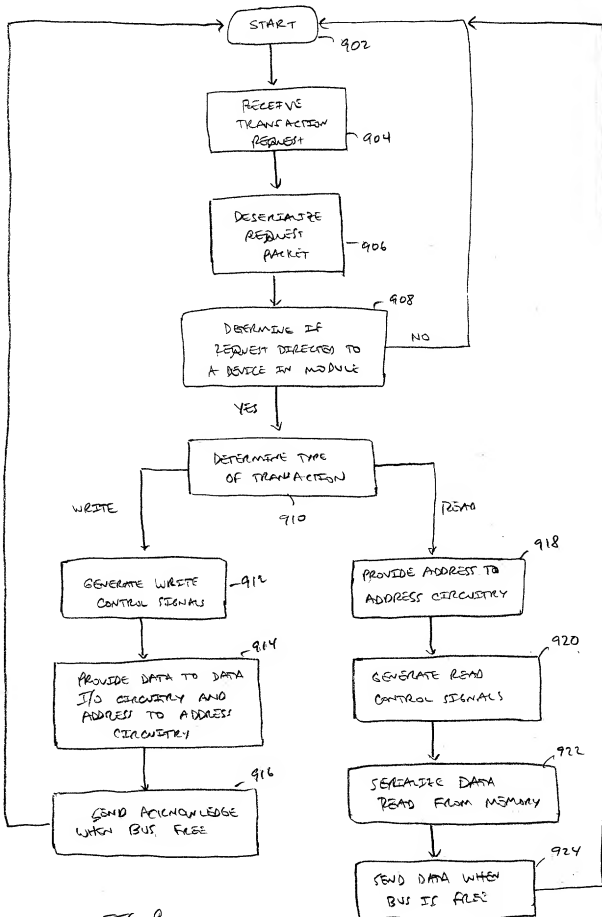 START
902
RECEIVE
TRANSACTION
REQUEST
904
DESERIALIZE
REQUEST
PACKET
906
908
DETERMINE IF
REQUEST DIRECTED TO
A DEVICE IN MODULE
NO
YES
DETERMINE TYPE
OF TRANSACTION
910
WRITE
READ
GENERATE WRITE
CONTROL SIGNALS
912
914
PROVIDE DATA TO DATA
I/O CIRCUITRY AND
ADDRESS TO ADDRESS
CIRCUITRY
916
SEND ACKNOWLEDGE
WHEN BUS FREE
918
PROVIDE ADDRESS TO
ADDRESS CIRCUITRY
920
GENERATE READ
CONTROL SIGNALS
922
SERIALIZE DATA
READ FROM MEMORY
924
SEND DATA WHEN
BUS IS FREE